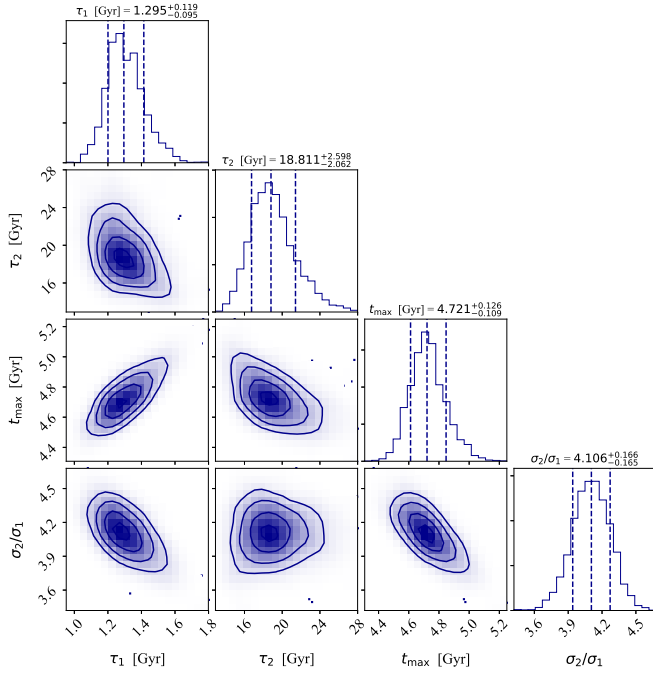 τ1 [Gyr] = 1.295+0.119−0.095
τ2 [Gyr] = 18.811+2.598−2.062
28
24
20
16
τ2 [Gyr]
tmax [Gyr] = 4.721+0.126−0.109
5.2
5.0
4.8
4.6
4.4
tmax [Gyr]
σ2/σ1 = 4.106+0.166−0.165
4.5
4.2
3.9
3.6
σ2/σ1
1.0 1.2 1.4 1.6 1.8
τ1 [Gyr]
16 20 24 28
τ2 [Gyr]
4.4 4.6 4.8 5.0 5.2
tmax [Gyr]
3.6 3.9 4.2 4.5
σ2/σ1